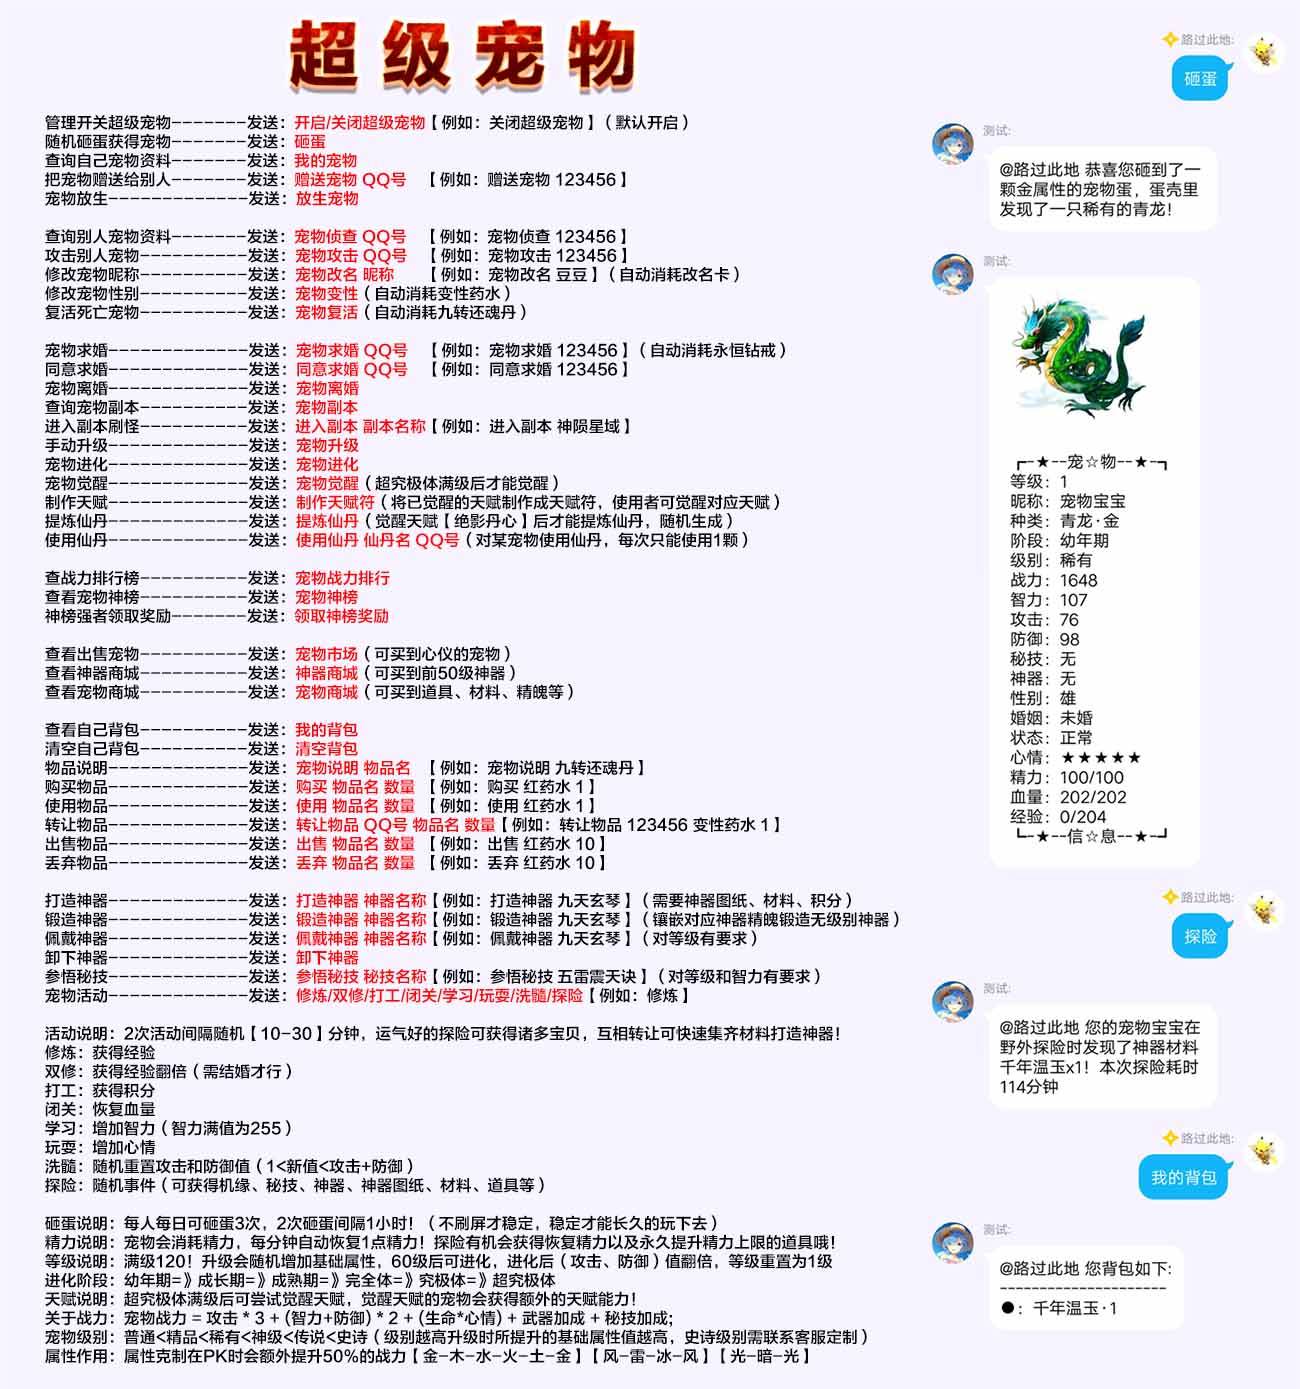 超级宠物
管理开关超级宠物-------发送：开启/关闭超级宠物【例如：关闭超级宠物】（默认开启）
随机砸蛋获得宠物-------发送：砸蛋
查询自己宠物资料-------发送：我的宠物
把宠物赠送给别人-------发送：赠送宠物 QQ号 【例如：赠送宠物 123456】
宠物放生-----------发送：放生宠物
查询别人宠物资料-------发送：宠物侦查 QQ号 【例如：宠物侦查 123456】
攻击别人宠物---------发送：宠物攻击 QQ号 【例如：宠物攻击 123456】
修改宠物昵称---------发送：宠物改名 昵称 【例如：宠物改名 豆豆】（自动消耗改名卡）
修改宠物性别---------发送：宠物变性（自动消耗变性药水）
复活死亡宠物---------发送：宠物复活（自动消耗九转还魂丹）
宠物求婚-----------发送：宠物求婚 QQ号 【例如：宠物求婚 123456】（自动消耗永恒钻戒）
同意求婚-----------发送：同意求婚 QQ号 【例如：同意求婚 123456】
宠物离婚-----------发送：宠物离婚
查询宠物副本---------发送：宠物副本
进入副本刷怪---------发送：进入副本 副本名称【例如：进入副本 神陨星域】
手动升级-----------发送：宠物升级
宠物进化-----------发送：宠物进化
宠物觉醒-----------发送：宠物觉醒（超究极体满级后才能觉醒）
制作天赋-----------发送：制作天赋符（将已觉醒的天赋制作成天赋符，使用者可觉醒对应天赋）
提炼仙丹-----------发送：提炼仙丹（觉醒天赋【绝影丹心】后才能提炼仙丹，随机生成）
使用仙丹-----------发送：使用仙丹 仙丹名 QQ号（对某宠物使用仙丹，每次只能使用1颗）
查战力排行榜---------发送：宠物战力排行
查看宠物神榜---------发送：宠物神榜
神榜强者领取奖励-------发送：领取神榜奖励
查看出售宠物---------发送：宠物市场（可买到心仪的宠物）
查看神器商城---------发送：神器商城（可买到前50级神器）
查看宠物商城---------发送：宠物商城（可买到道具、材料、精魄等）
查看自己背包---------发送：我的背包
清空自己背包---------发送：清空背包
物品说明-----------发送：宠物说明 物品名 【例如：宠物说明 九转还魂丹】
购买物品-----------发送：购买 物品名 数量 【例如：购买 红药水 1】
使用物品-----------发送：使用 物品名 数量 【例如：使用 红药水 1】
转让物品-----------发送：转让物品 QQ号 物品名 数量【例如：转让物品 123456 变性药水 1】
出售物品-----------发送：出售 物品名 数量 【例如：出售 红药水 10】
丢弃物品-----------发送：丢弃 物品名 数量 【例如：丢弃 红药水 10】
打造神器-----------发送：打造神器 神器名称【例如：打造神器 九天玄琴】（需要神器图纸、材料、积分）
锻造神器-----------发送：锻造神器 神器名称【例如：锻造神器 九天玄琴】（镶嵌对应神器精魄锻造无级别神器）
佩戴神器-----------发送：佩戴神器 神器名称【例如：佩戴神器 九天玄琴】（对等级有要求）
卸下神器-----------发送：卸下神器
参悟秘技-----------发送：参悟秘技 秘技名称【例如：参悟秘技 五雷震天诀】（对等级和智力有要求）
宠物活动-----------发送：修炼/双修/打工/闭关/学习/玩耍/洗髓/探险【例如：修炼】
活动说明：2次活动间隔随机【10-30】分钟，运气好的探险可获得诸多宝贝，互相转让可快速集齐材料打造神器！
修炼：获得经验
双修：获得经验翻倍（需结婚才行）
打工：获得积分
闭关：恢复血量
学习：增加智力（智力满值为255）
玩耍：增加心情
洗髓：随机重置攻击和防御值（1<新值<攻击+防御）
探险：随机事件（可获得机缘、秘技、神器、神器图纸、材料、道具等）
砸蛋说明：每人每日可砸蛋3次，2次砸蛋间隔1小时！（不刷屏才稳定，稳定才能长久的玩下去）
精力说明：宠物会消耗精力，每分钟自动恢复1点精力！探险有机会获得恢复精力以及永久提升精力上限的道具哦！
等级说明：满级120！升级会随机增加基础属性，60级后可进化，进化后（攻击、防御）值翻倍，等级重置为1级
进化阶段：幼年期=》成长期=》成熟期=》完全体=》究极体=》超究极体
天赋说明：超究极体满级后可尝试觉醒天赋，觉醒天赋的宠物会获得额外的天赋能力！
关于战力：宠物战力 = 攻击 * 3 + (智力+防御) * 2 + (生命*心情) + 武器加成 + 秘技加成;
宠物级别：普通<精品<稀有<神级<传说<史诗（级别越高升级时所提升的基础属性值越高，史诗级别需联系客服定制）
属性作用：属性克制在PK时会额外提升50%的战力【金-木-水-火-土-金】【风-雷-冰-风】【光-暗-光】
路过此地:
砸蛋
测试:
@路过此地 恭喜您砸到了一
颗金属性的宠物蛋，蛋壳里
发现了一只稀有的青龙！
测试:
┏-★--宠☆物--★-┓
等级：1
昵称：宠物宝宝
种类：青龙·金
阶段：幼年期
级别：稀有
战力：1648
智力：107
攻击：76
防御：98
秘技：无
神器：无
性别：雄
婚姻：未婚
状态：正常
心情：★★★★★
精力：100/100
血量：202/202
经验：0/204
┗-★--信☆息--★-┛
路过此地:
探险
测试:
@路过此地 您的宠物宝宝在
野外探险时发现了神器材料
千年温玉x1！本次探险耗时
114分钟
路过此地:
我的背包
测试:
@路过此地 您背包如下:
---------------------
●：千年温玉·1